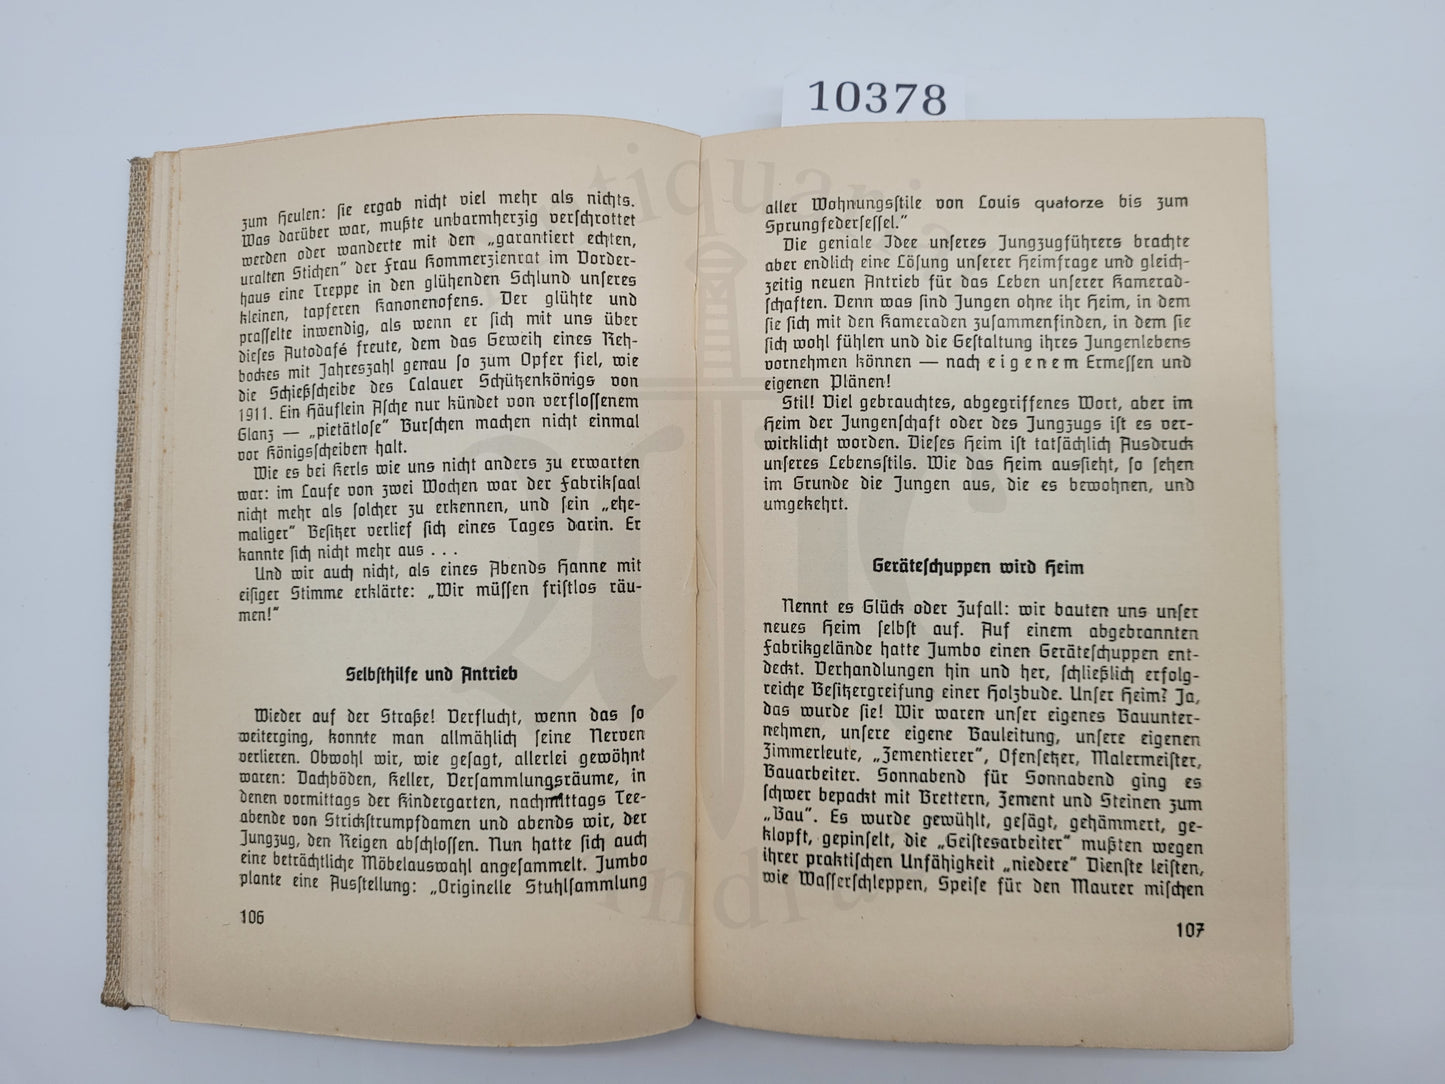 10378
zum Heulen: sie ergab nicht viel mehr als nichts.
Was darüber war, mußte unbarmherzig verschrottet
werden oder wanderte mit den „garantiert echten,
uralten Stichen“ der Frau Kommerzienrat im Vorder-
haus eine Treppe in den glühenden Schlund unseres
kleinen, tapferen Kanonenofens. Der glühte und
prasselte inwendig, als wenn er sich mit uns über
dieses Autodafé freute, dem das Geweih eines Reh-
bockes mit Jahreszahl genau so zum Opfer fiel, wie
die Schießscheibe des Calauer Schützenkönigs von
1911. Ein Häuflein Asche nur kündet von verflossenem
Glanz — „pietätlose“ Burschen machen nicht einmal
vor Königsscheiben halt.
Wie es bei Kerls wie uns nicht anders zu erwarten
war: im Laufe von zwei Wochen war der Fabriksaal
nicht mehr als solcher zu erkennen, und sein „ehe-
maliger“ Besitzer verlief sich eines Tages darin. Er
kannte sich nicht mehr aus . . .
Und wir auch nicht, als eines Abends Hanne mit
eisiger Stimme erklärte: „Wir müssen fristlos räu-
men!“
Selbsthilfe und Antrieb
Wieder auf der Straße! Verflucht, wenn das so
weiterging, konnte man allmählich seine Nerven
verlieren. Obwohl wir, wie gesagt, allerlei gewöhnt
waren: Dachböden, Keller, Versammlungsräume, in
denen vormittags der Kindergarten, nachmittags Tee-
abende von Strickstrumpfdamen und abends wir, der
Jungzug, den Reigen abschlossen. Nun hatte sich auch
eine beträchtliche Möbelauswahl angesammelt. Jumbo
plante eine Ausstellung: „Originelle Stuhlsammlung
106
aller Wohnungsstile von Louis quatorze bis zum
Sprungfedersessel.“
Die geniale Idee unseres Jungzugführers brachte
aber endlich eine Lösung unserer Heimfrage und gleich-
zeitig neuen Antrieb für das Leben unserer Kamerad-
schaften. Denn was sind Jungen ohne ihr Heim, in dem
sie sich mit den Kameraden zusammenfinden, in dem sie
sich wohl fühlen und die Gestaltung ihres Jungenlebens
vornehmen können — nach eigenem Ermessen und
eigenen Plänen!
Stil! Viel gebrauchtes, abgegriffenes Wort, aber im
Heim der Jungenschaft oder des Jungzugs ist es ver-
wirklicht worden. Dieses Heim ist tatsächlich Ausdruck
unseres Lebensstils. Wie das Heim aussieht, so sehen
im Grunde die Jungen aus, die es bewohnen, und
umgekehrt.
Geräteschuppen wird Heim
Nennt es Glück oder Zufall: wir bauten uns unser
neues Heim selbst auf. Auf einem abgebrannten
Fabrikgelände hatte Jumbo einen Geräteschuppen ent-
deckt. Verhandlungen hin und her, schließlich erfolg-
reiche Besitzergreifung einer Holzbude. Unser Heim? Ja,
das wurde sie! Wir waren unser eigenes Bauunter-
nehmen, unsere eigene Bauleitung, unsere eigenen
Zimmerleute, „Zementierer“, Ofensetzer, Malermeister,
Bauarbeiter. Sonnabend für Sonnabend ging es
schwer bepackt mit Brettern, Zement und Steinen zum
„Bau“. Es wurde gewühlt, gesägt, gehämmert, ge-
klopft, gepinselt, die „Geistesarbeiter“ mußten wegen
ihrer praktischen Unfähigkeit „niedere“ Dienste leisten,
wie Wasserschleppen, Speise für den Maurer mischen
107